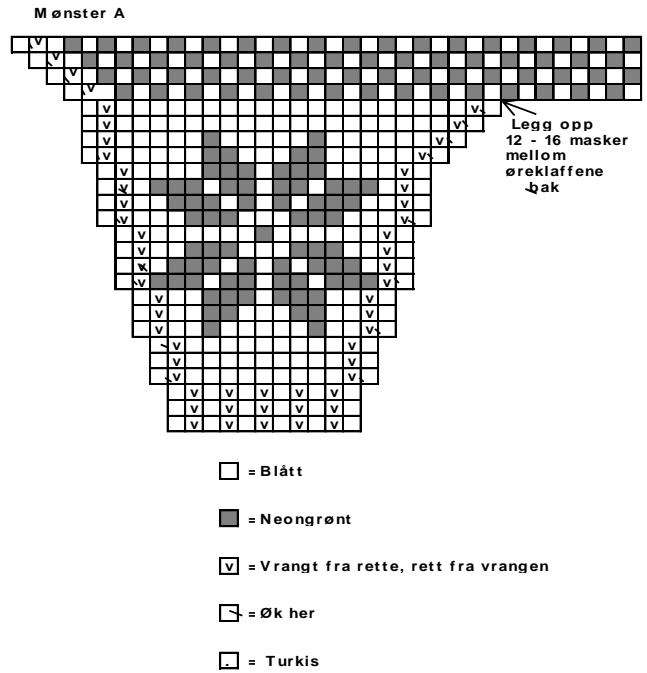 Mønster A
Legg opp
12 - 16 masker
mellom
øreklaffene
bak
= Blått
= Neongrønt
v = Vrangt fra rette, rett fra vrangen
= Øk her
. = Turkis